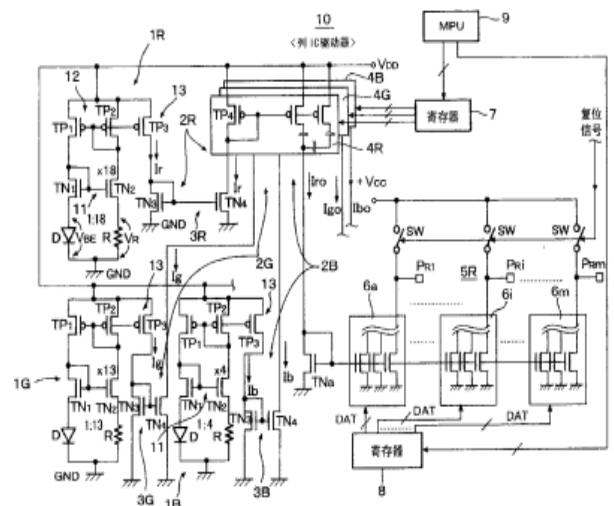 10
<列 IC驱动器>
MPU
9
1R
VDD
4B
4G
12
TP1
TP2
13
TP3
TP4
寄存器
7
复位
信号
2R
4R
Ir
Ir
Iro
Igo
Ibo
+Vcc
TN1
x18
TN2
11
1:18
TN3
GND
TN4
3R
D
VBE
R
VR
GND
2G
2B
SW
SW
SW
PR1
5R
PRi
PRm
6a
6i
6m
Ig
13
13
TP1
TP2
TP3
TP1
TP2
TP3
Ig
Ib
Ib
TNa
1G
x13
x4
TN1
TN2
TN3
TN4
TN1
TN2
TN3
TN4
1:13
1:4
D
R
11
D
R
GND
3G
1B
3B
DAT
DAT
DAT
寄存器
8